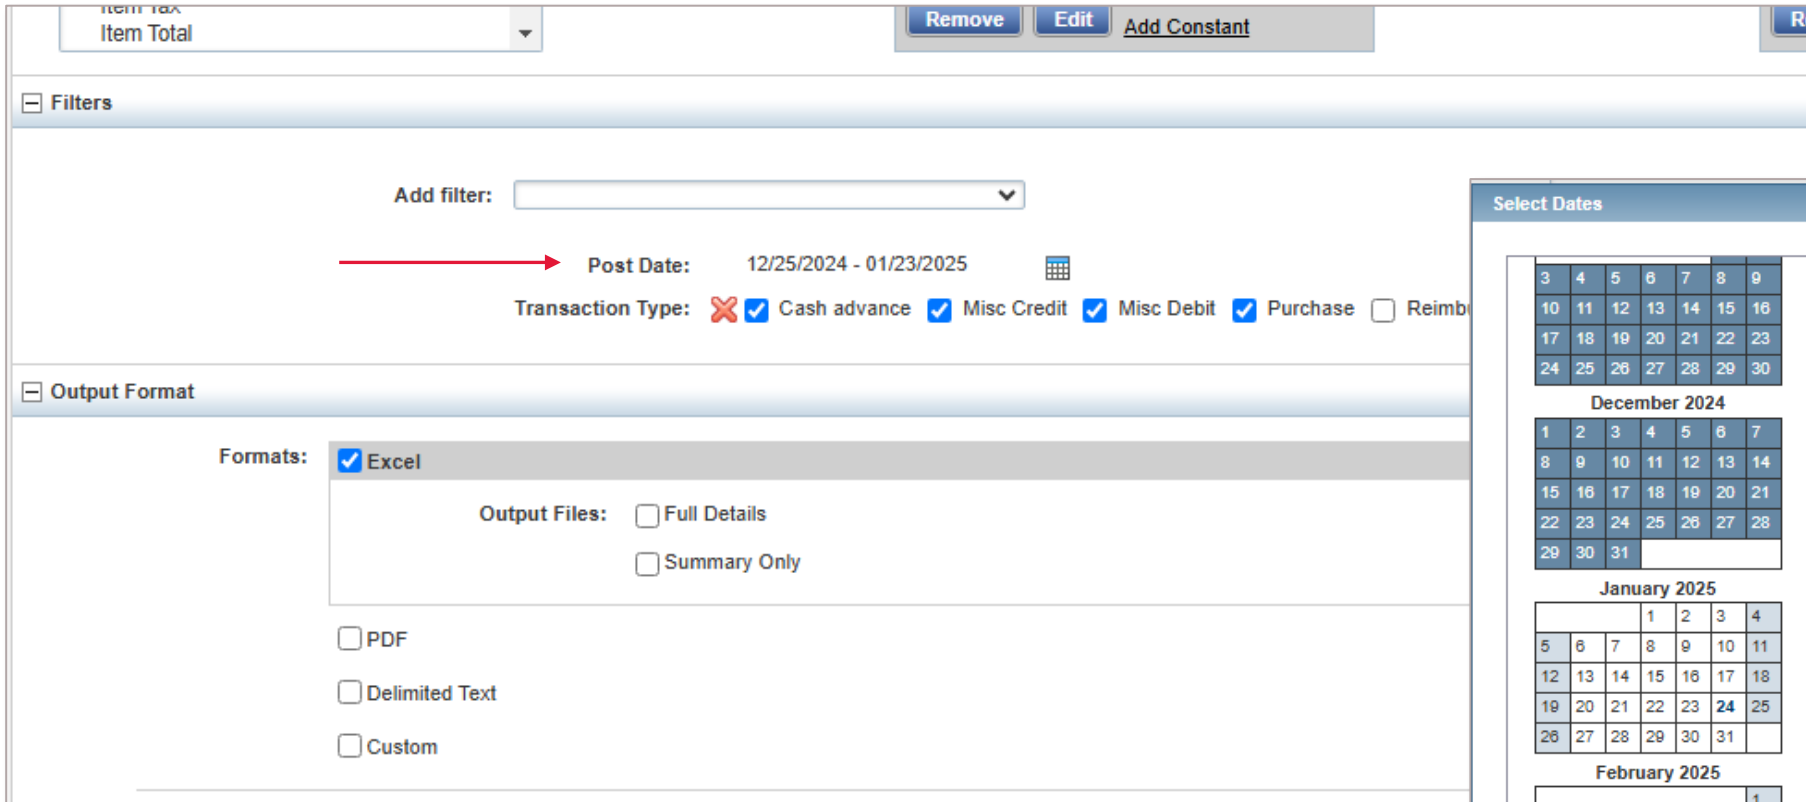 Item Tax
Item Total
Remove Edit Add Constant
Filters
Add filter:
Post Date: 12/25/2024 - 01/23/2025
Transaction Type: Cash advance Misc Credit Misc Debit Purchase
Output Format
Formats: Excel
Output Files: Full Details
Summary Only
PDF
Delimited Text
Custom
Select Dates
3 4 5 6 7 8 9
10 11 12 13 14 15 16
17 18 19 20 21 22 23
24 25 26 27 28 29 30
December 2024
1 2 3 4 5 6 7
8 9 10 11 12 13 14
15 16 17 18 19 20 21
22 23 24 25 26 27 28
29 30 31
January 2025
1 2 3 4
5 6 7 8 9 10 11
12 13 14 15 16 17 18
19 20 21 22 23 24 25
26 27 28 29 30 31
February 2025
1